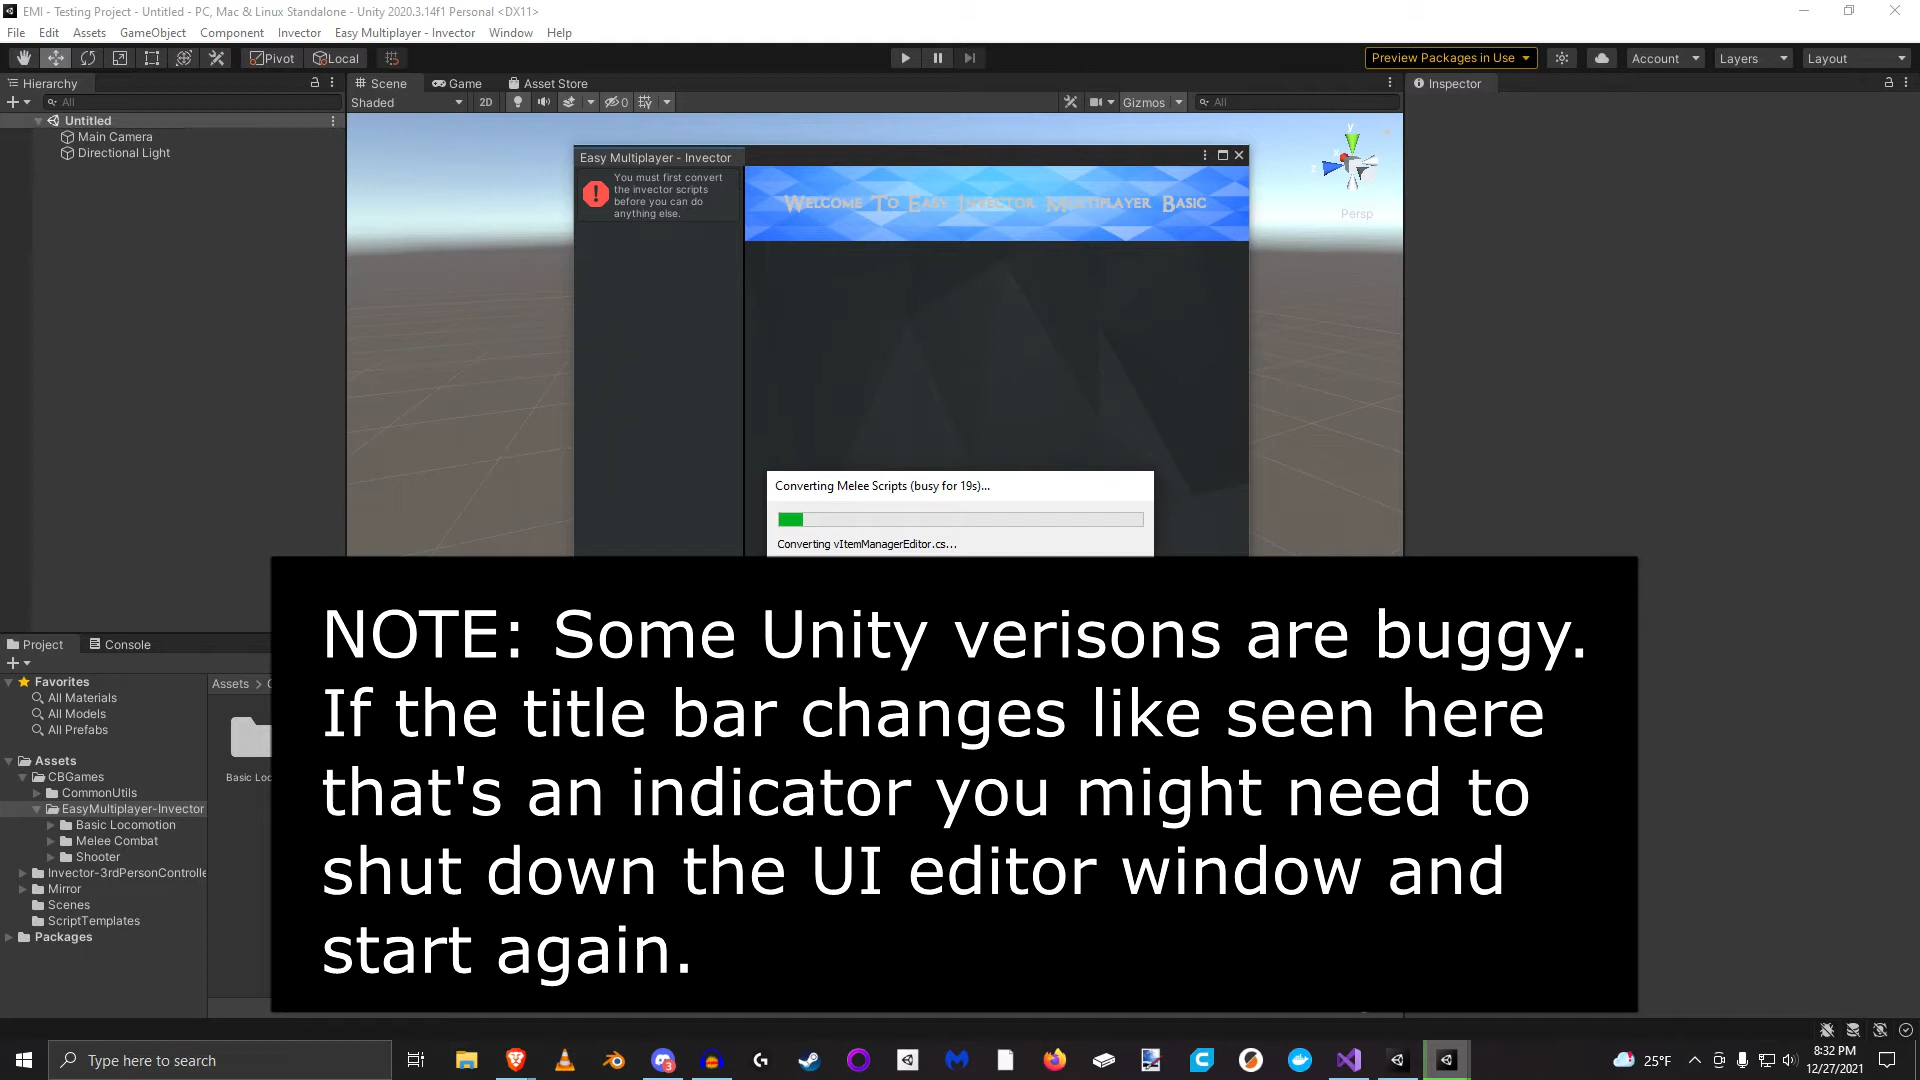 EMI - Testing Project - Untitled - PC, Mac & Linux Standalone - Unity 2020.3.14f1 Personal <DX11>
File Edit Assets GameObject Component Invector Easy Multiplayer - Invector Window Help
Pivot Local Preview Packages in Use Account Layers Layout
Hierarchy Scene Game Asset Store Inspector
All Shaded 2D 0 Gizmos All
Untitled
Main Camera
Directional Light
y
x
z
Persp
Easy Multiplayer - Invector
You must first convert
the invector scripts
before you can do
anything else.
Welcome To Easy Invector Multiplayer Basic
Converting Melee Scripts (busy for 19s)...
Converting vItemManagerEditor.cs...
NOTE: Some Unity verisons are buggy.
If the title bar changes like seen here
that's an indicator you might need to
shut down the UI editor window and
start again.
Project Console
Favorites
All Materials
All Models
All Prefabs
Assets
CBGames
CommonUtils
EasyMultiplayer-Invector
Basic Locomotion
Melee Combat
Shooter
Invector-3rdPersonControlle
Mirror
Scenes
ScriptTemplates
Packages
Assets >
Basic Loc
Type here to search
3
25°F
8:32 PM
12/27/2021